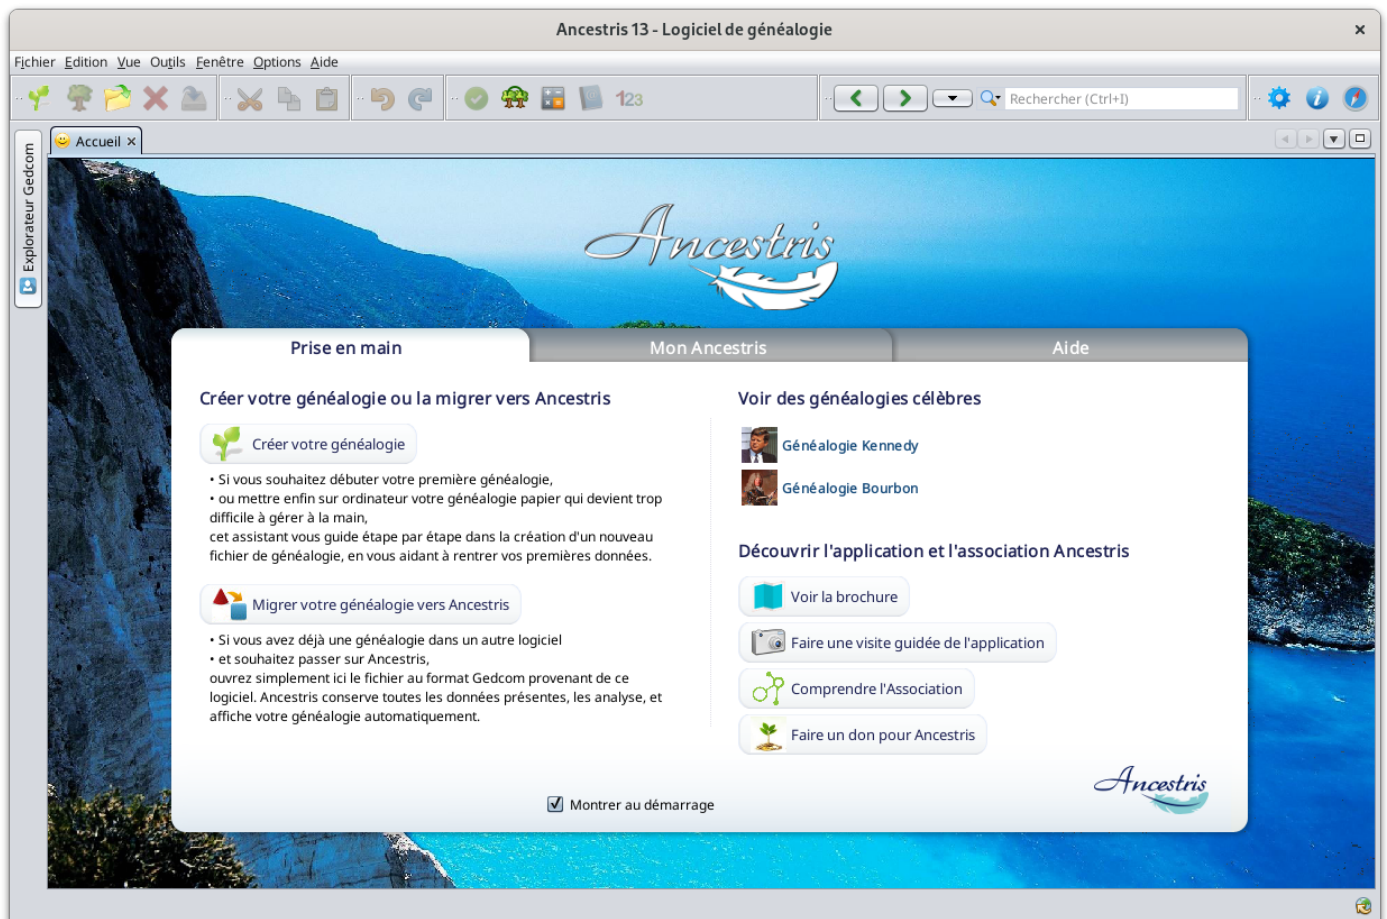 Ancestris 13 - Logiciel de généalogie
Fichier Edition Vue Outils Fenêtre Options Aide
123
Rechercher (Ctrl+I)
Explorateur Gedcom
Accueil
Ancestris
Prise en main
Mon Ancestris
Aide
Créer votre généalogie ou la migrer vers Ancestris
Créer votre généalogie
• Si vous souhaitez débuter votre première généalogie,
• ou mettre enfin sur ordinateur votre généalogie papier qui devient trop
difficile à gérer à la main,
cet assistant vous guide étape par étape dans la création d'un nouveau
fichier de généalogie, en vous aidant à rentrer vos premières données.
Migrer votre généalogie vers Ancestris
• Si vous avez déjà une généalogie dans un autre logiciel
• et souhaitez passer sur Ancestris,
ouvrez simplement ici le fichier au format Gedcom provenant de ce
logiciel. Ancestris conserve toutes les données présentes, les analyse, et
affiche votre généalogie automatiquement.
Voir des généalogies célèbres
Généalogie Kennedy
Généalogie Bourbon
Découvrir l'application et l'association Ancestris
Voir la brochure
Faire une visite guidée de l'application
Comprendre l'Association
Faire un don pour Ancestris
Ancestris
Montrer au démarrage